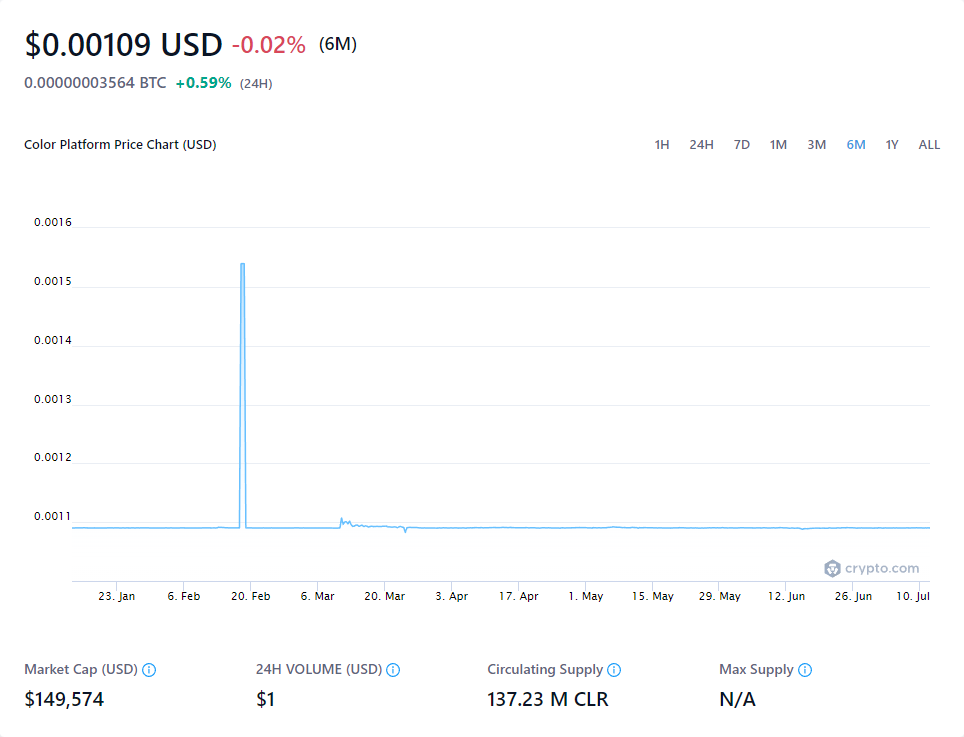 $0.00109 USD -0.02% (6M)
0.00000003564 BTC +0.59% (24H)
Color Platform Price Chart (USD) 1H 24H 7D 1M 3M 6M 1Y ALL
0.0016
0.0015
0.0014
0.0013
0.0012
0.0011
crypto.com
23. Jan 6. Feb 20. Feb 6. Mar 20. Mar 3. Apr 17. Apr 1. May 15. May 29. May 12. Jun 26. Jun 10. Jul
Market Cap (USD) 24H VOLUME (USD) Circulating Supply Max Supply
$149,574 $1 137.23 M CLR N/A